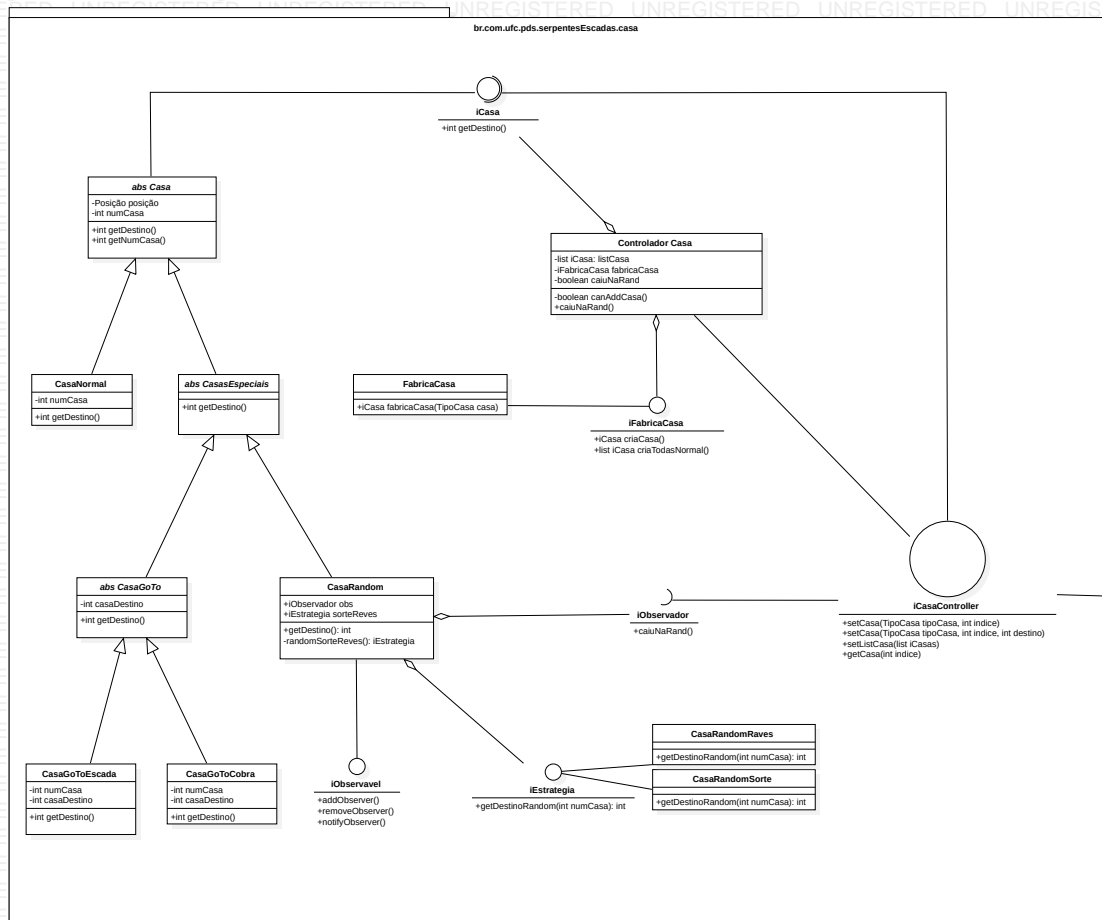 RED UNREGISTERED UNREGISTERED UNREGISTERED UNREGISTERED UNREGISTERED UNREGIS
br.com.ufc.pds.serpentesEscadas.casa
iCasa
+int getDestino()
abs Casa
-Posição posição
-int numCasa
+int getDestino()
+int getNumCasa()
Controlador Casa
-list iCasa: listCasa
-iFabricaCasa fabricaCasa
-boolean caiuNaRand
-boolean canAddCasa()
+caiuNaRand()
CasaNormal
-int numCasa
+int getDestino()
abs CasasEspeciais
+int getDestino()
FabricaCasa
+iCasa fabricaCasa(TipoCasa casa)
iFabricaCasa
+iCasa criaCasa()
+list iCasa criaTodasNormal()
abs CasaGoTo
-int casaDestino
+int getDestino()
CasaRandom
+iObservador obs
+iEstrategia sorteReves
+getDestino(): int
-randomSorteReves(): iEstrategia
iObservador
+caiuNaRand()
iCasaController
+setCasa(TipoCasa tipoCasa, int indice)
+setCasa(TipoCasa tipoCasa, int indice, int destino)
+setListCasa(list iCasas)
+getCasa(int indice)
CasaGoToEscada
-int numCasa
-int casaDestino
+int getDestino()
CasaGoToCobra
-int numCasa
-int casaDestino
+int getDestino()
iObservavel
+addObserver()
+removeObserver()
+notifyObserver()
iEstrategia
+getDestinoRandom(int numCasa): int
CasaRandomRaves
+getDestinoRandom(int numCasa): int
CasaRandomSorte
+getDestinoRandom(int numCasa): int